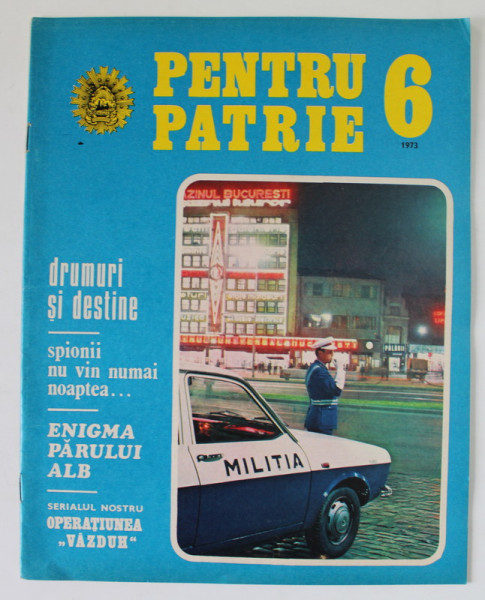 PENTRU
PATRIE
6
1973
drumuri
și destine
spionii
nu vin numai
noaptea...
ENIGMA
PĂRULUI
ALB
SERIALUL NOSTRU
OPERAȚIUNEA
„VĂZDUH“
ZINUL BUCUREȘTI
MILITIA